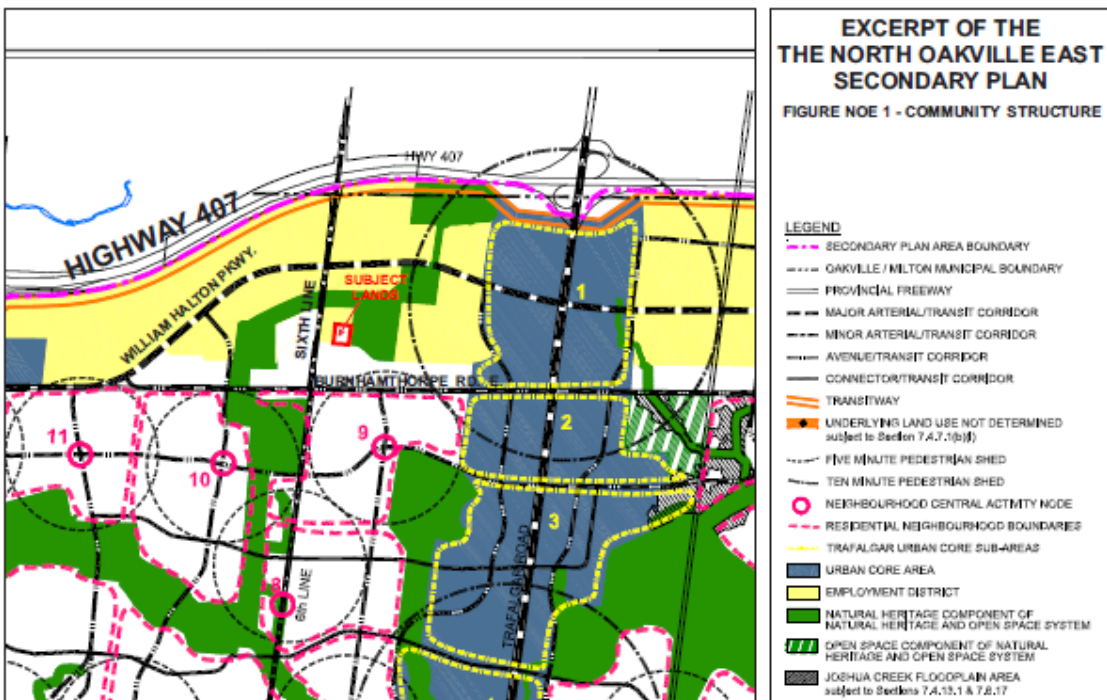 EXCERPT OF THE
THE NORTH OAKVILLE EAST
SECONDARY PLAN
FIGURE NOE 1 - COMMUNITY STRUCTURE
HWY 407
HIGHWAY 407
WILLIAM HALTON PKWY.
SUBJECT
LANDS
SIXTH LINE
BURNHAMTHORPE RD. E.
1
2
3
11
10
9
8
6th LINE
TRAFALGAR ROAD
LEGEND
SECONDARY PLAN AREA BOUNDARY
OAKVILLE / MILTON MUNICIPAL BOUNDARY
PROVINCIAL FREEWAY
MAJOR ARTERIAL/TRANSIT CORRIDOR
MINOR ARTERIAL/TRANSIT CORRIDOR
AVENUE/TRANSIT CORRIDOR
CONNECTOR/TRANSIT CORRIDOR
TRANSITWAY
UNDERLYING LAND USE NOT DETERMINED
subject to Section 7.4.7.1(b)(i)
FIVE MINUTE PEDESTRIAN SHED
TEN MINUTE PEDESTRIAN SHED
NEIGHBOURHOOD CENTRAL ACTIVITY NODE
RESIDENTIAL NEIGHBOURHOOD BOUNDARIES
TRAFALGAR URBAN CORE SUB-AREAS
URBAN CORE AREA
EMPLOYMENT DISTRICT
NATURAL HERITAGE COMPONENT OF
NATURAL HERITAGE AND OPEN SPACE SYSTEM
OPEN SPACE COMPONENT OF NATURAL
HERITAGE AND OPEN SPACE SYSTEM
JOSHUA CREEK FLOODPLAIN AREA
subject to Sections 7.4.13.1 & 7.6.17